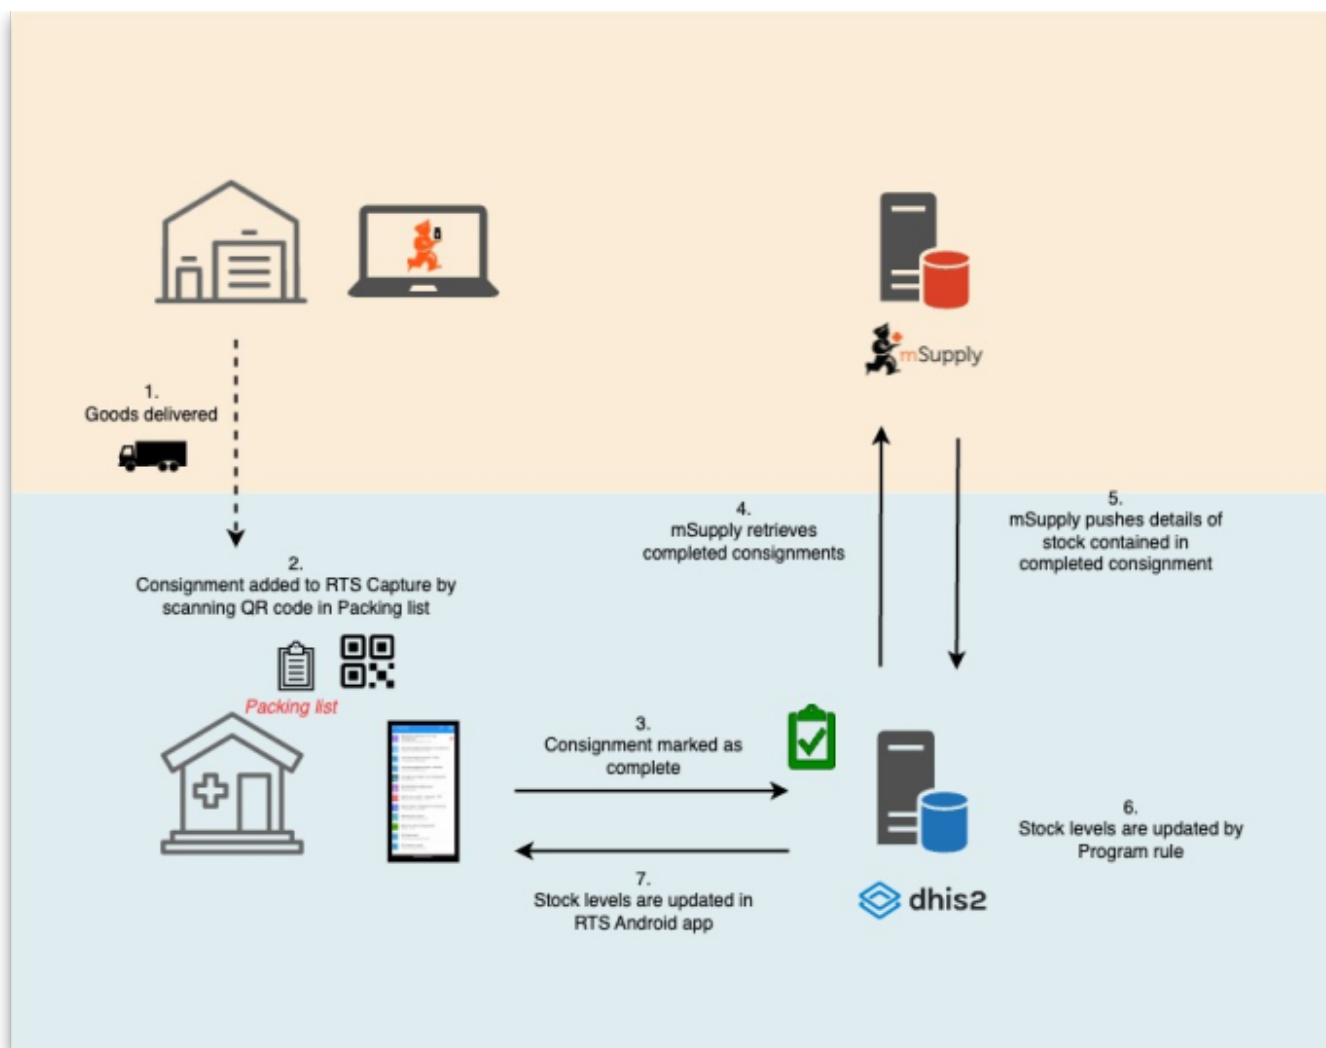 mSupply
1.
Goods delivered
2.
Consignment added to RTS Capture by
scanning QR code in Packing list
Packing list
3.
Consignment marked as
complete
4.
mSupply retrieves
completed consignments
5.
mSupply pushes details of
stock contained in
completed consignment
6.
Stock levels are updated by
Program rule
7.
Stock levels are updated in
RTS Android app
dhis2